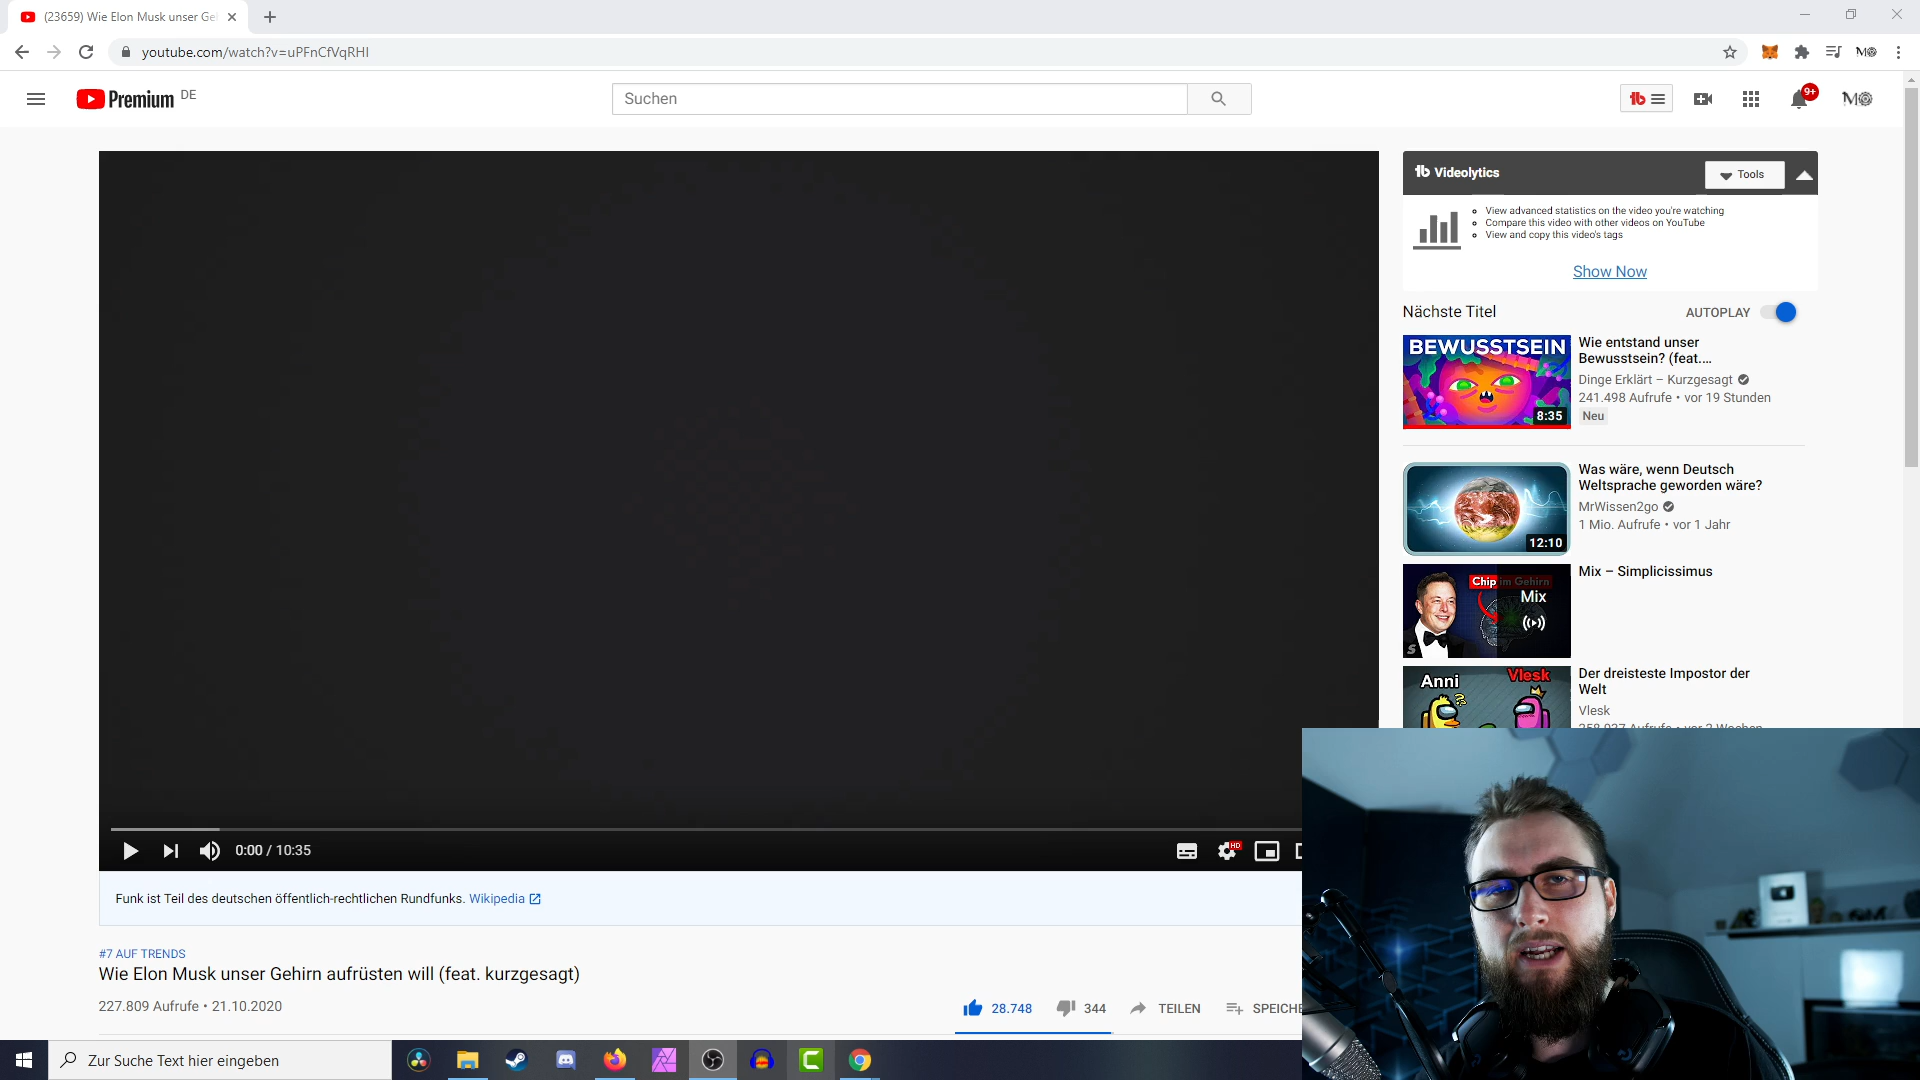 (23659) Wie Elon Musk unser Ge
youtube.com/watch?v=uPFnCfVqRHI
Premium DE
Suchen
9+
Videolytics
Tools
View advanced statistics on the video you're watching
Compare this video with other videos on YouTube
View and copy this video's tags
Show Now
Nächste Titel
AUTOPLAY
BEWUSSTSEIN
8:35
Wie entstand unser
Bewusstsein? (feat....
Dinge Erklärt – Kurzgesagt
241.498 Aufrufe • vor 19 Stunden
Neu
12:10
Was wäre, wenn Deutsch
Weltsprache geworden wäre?
MrWissen2go
1 Mio. Aufrufe • vor 1 Jahr
Chip im Gehirn
Mix
Mix – Simplicissimus
Anni
Vlesk
Der dreisteste Impostor der
Welt
Vlesk
0:00 / 10:35
HD
Funk ist Teil des deutschen öffentlich-rechtlichen Rundfunks. Wikipedia
#7 AUF TRENDS
Wie Elon Musk unser Gehirn aufrüsten will (feat. kurzgesagt)
227.809 Aufrufe • 21.10.2020
28.748
344
TEILEN
SPEICHE
Zur Suche Text hier eingeben